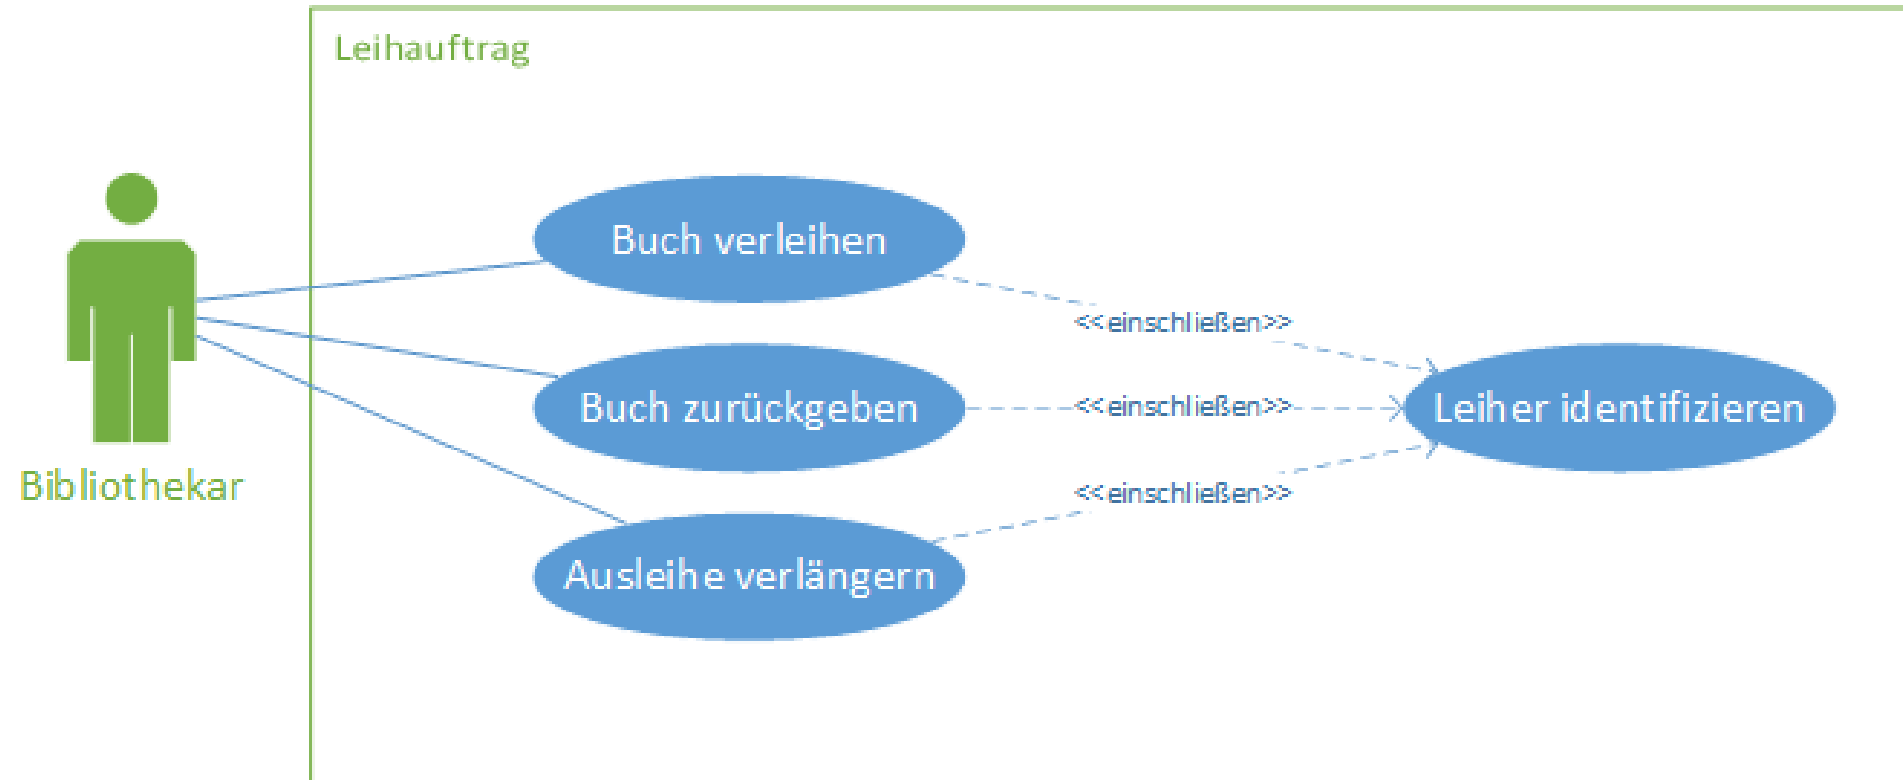 Leihauftrag
Buch verleihen
<<einschließen>>
Buch zurückgeben
<<einschließen>>
Leiher identifizieren
Bibliothekar
<<einschließen>>
Ausleihe verlängern